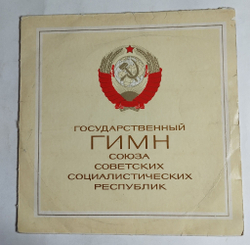 ГОСУДАРСТВЕННЫЙ
ГИМН
СОЮЗА
СОВЕТСКИХ
СОЦИАЛИСТИЧЕСКИХ
РЕСПУБЛИК